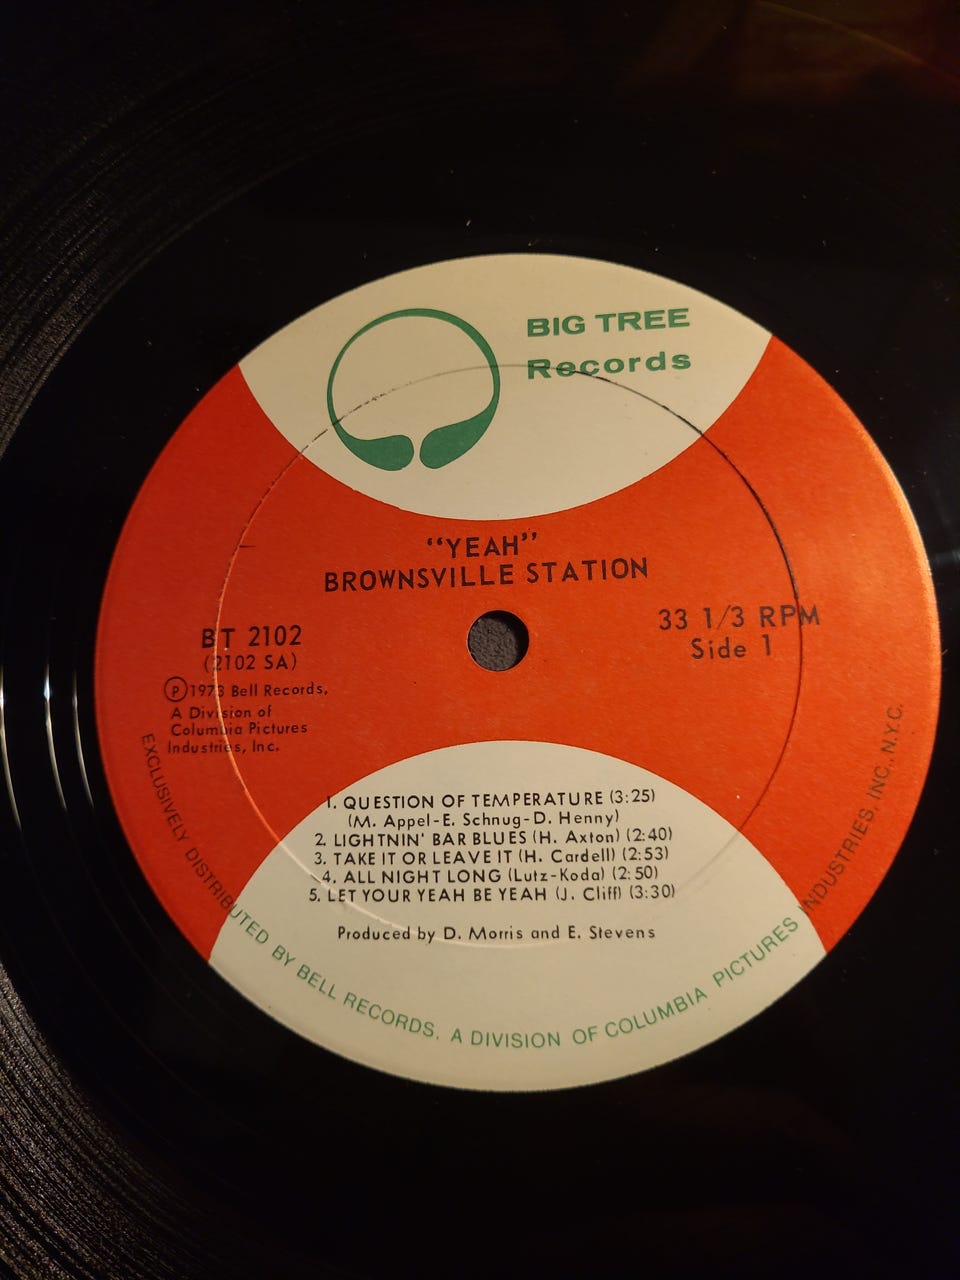 BIG TREE
Records
“YEAH”
BROWNSVILLE STATION
BT 2102
(2102 SA)
Ⓟ 1973 Bell Records,
A Division of
Columbia Pictures
Industries, Inc.
33 1/3 RPM
Side 1
1. QUESTION OF TEMPERATURE (3:25)
(M. Appel-E. Schnug-D. Henny)
2. LIGHTNIN' BAR BLUES (H. Axton) (2:40)
3. TAKE IT OR LEAVE IT (H. Cardell) (2:53)
4. ALL NIGHT LONG (Lutz-Koda) (2:50)
5. LET YOUR YEAH BE YEAH (J. Cliff) (3:30)
Produced by D. Morris and E. Stevens
EXCLUSIVELY DISTRIBUTED BY BELL RECORDS, A DIVISION OF COLUMBIA PICTURES INDUSTRIES, INC., N.Y.C.